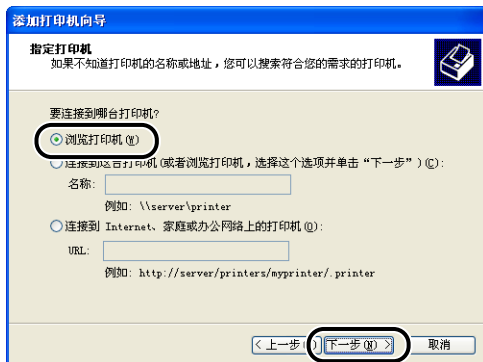 添加打印机向导
指定打印机
如果不知道打印机的名称或地址，您可以搜索符合您的需求的打印机。
要连接到哪台打印机?
浏览打印机(W)
连接到这台打印机(或者浏览打印机，选择这个选项并单击“下一步”)(C):
名称:
例如: \\server\printer
连接到 Internet、家庭或办公网络上的打印机(O):
URL:
例如: http://server/printers/myprinter/.printer
<上一步 下一步(N) > 取消